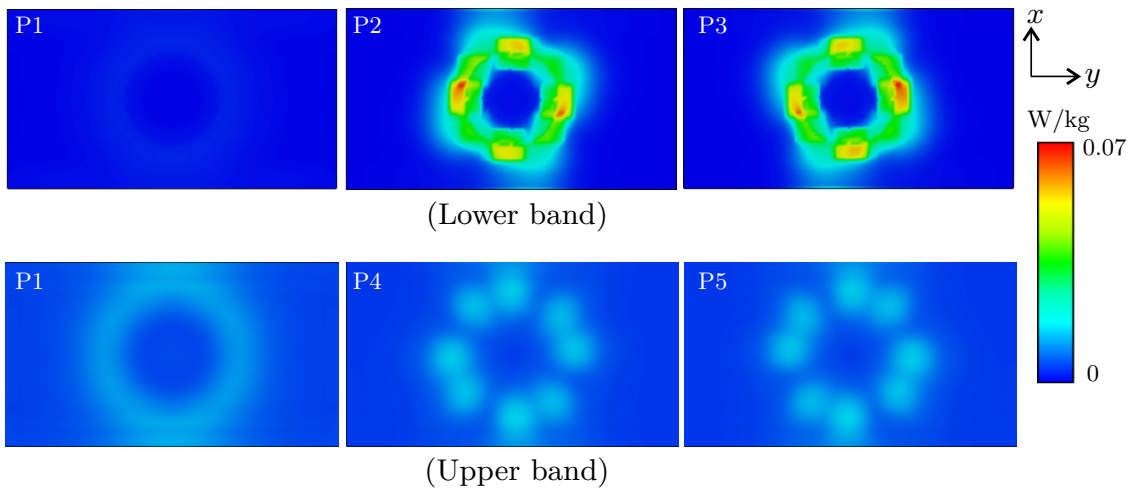 P1
P2
P3
x
y
W/kg
0.07
0
(Lower band)
P1
P4
P5
(Upper band)